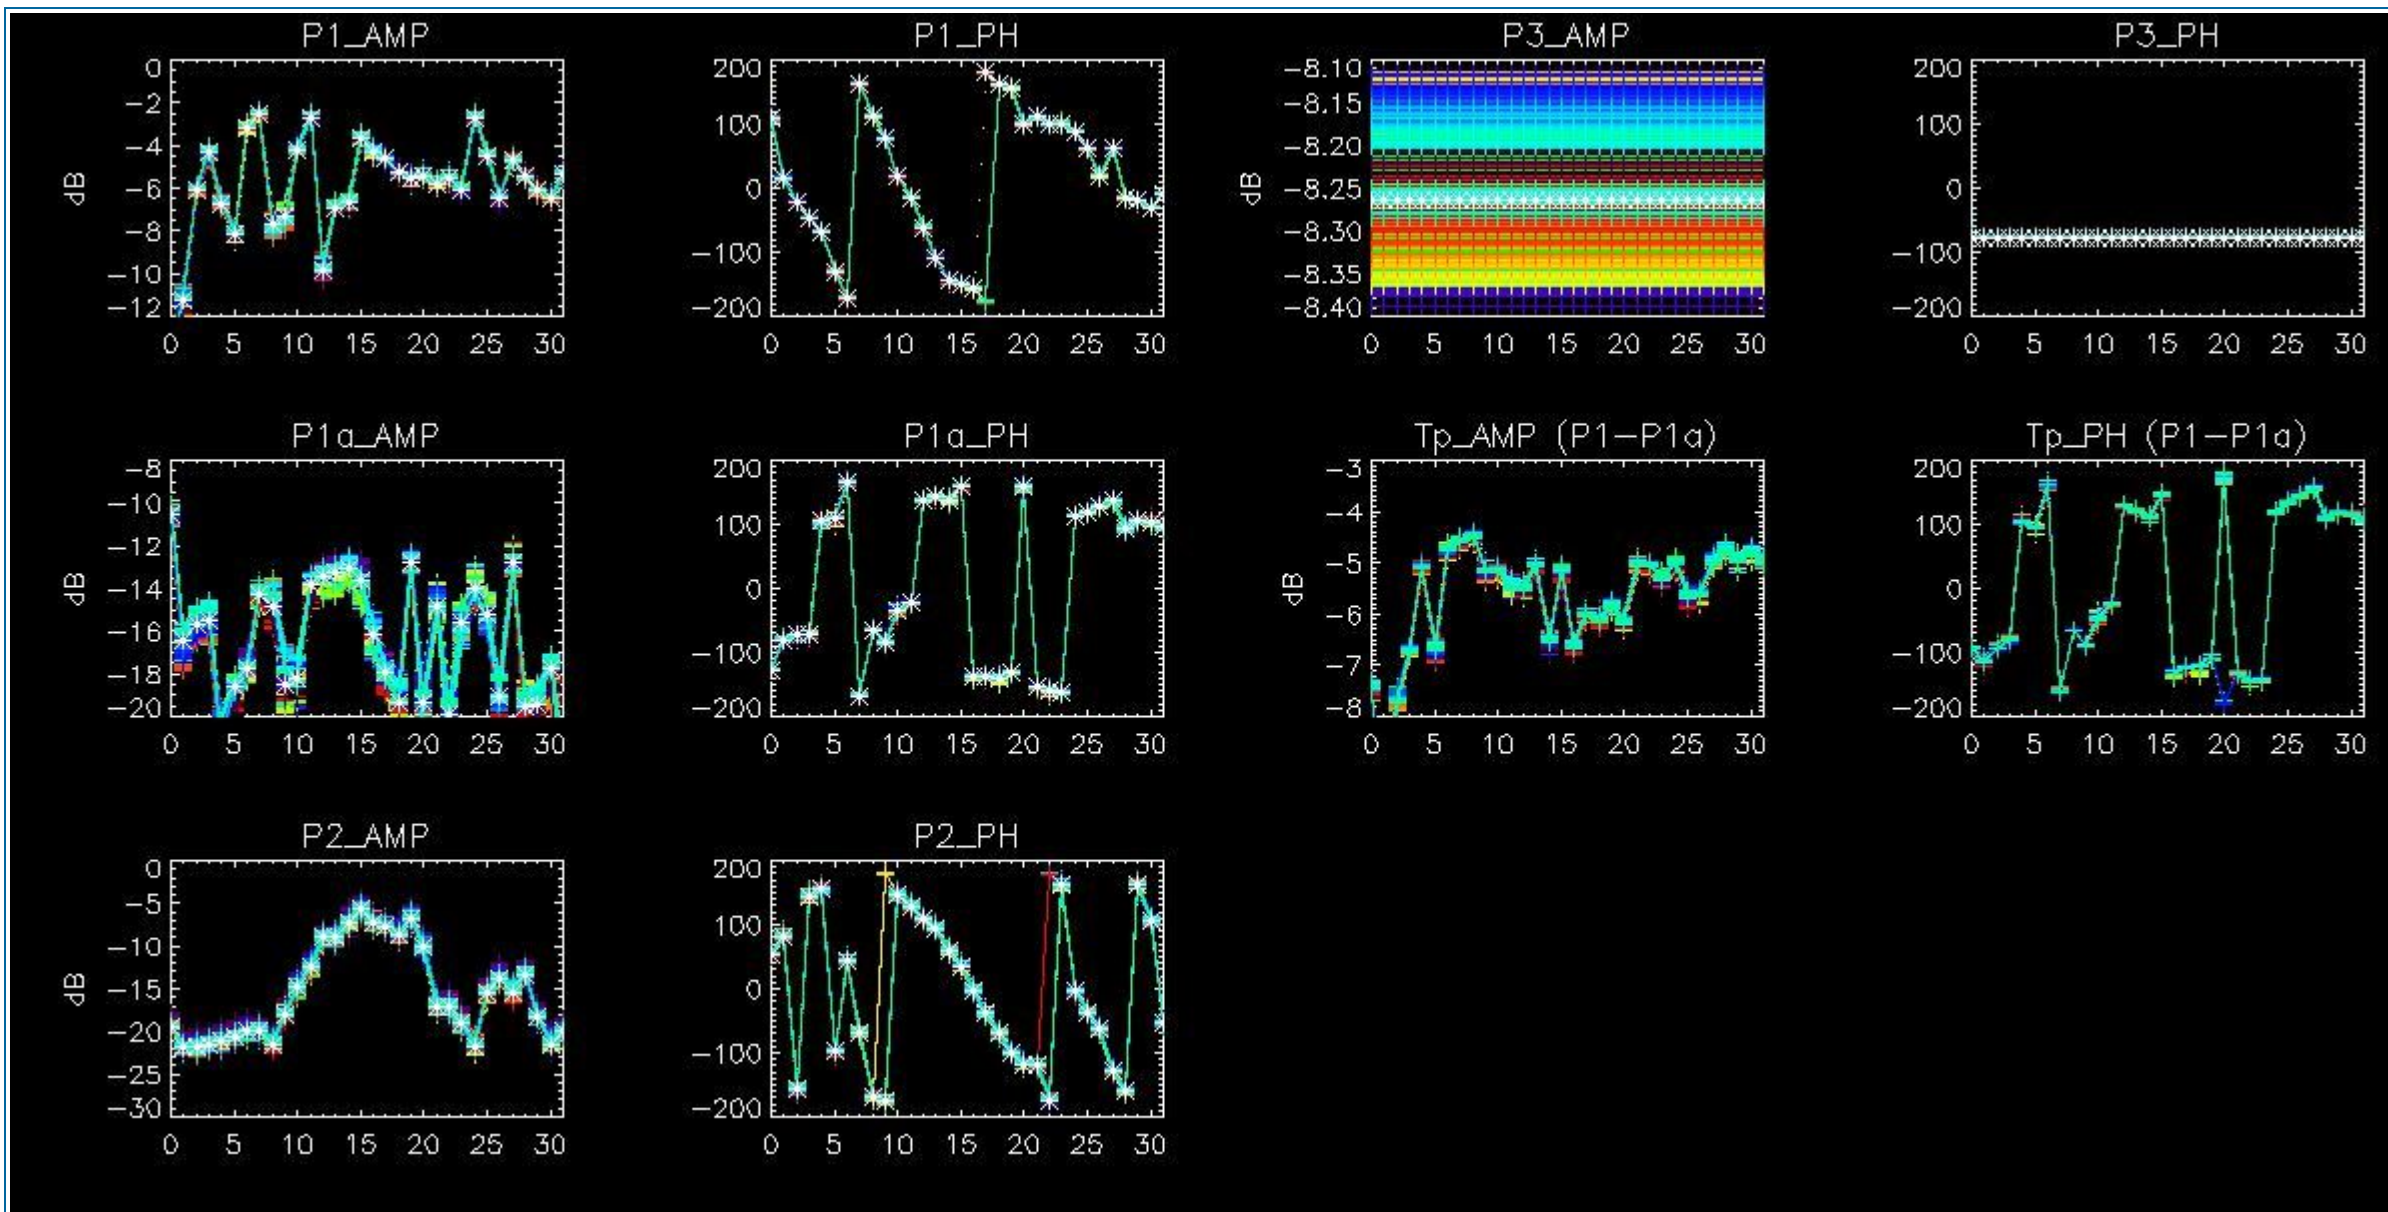 P1_AMP
0
−2
−4
−6
−8
−10
−12
dB
0 5 10 15 20 25 30
P1_PH
200
100
0
−100
−200
0 5 10 15 20 25 30
P3_AMP
−8.10
−8.15
−8.20
−8.25
−8.30
−8.35
−8.40
dB
0 5 10 15 20 25 30
P3_PH
200
100
0
−100
−200
0 5 10 15 20 25 30
P1a_AMP
−8
−10
−12
−14
−16
−18
−20
dB
0 5 10 15 20 25 30
P1a_PH
200
100
0
−100
−200
0 5 10 15 20 25 30
Tp_AMP (P1−P1a)
−3
−4
−5
−6
−7
−8
dB
0 5 10 15 20 25 30
Tp_PH (P1−P1a)
200
100
0
−100
−200
0 5 10 15 20 25 30
P2_AMP
0
−5
−10
−15
−20
−25
−30
dB
0 5 10 15 20 25 30
P2_PH
200
100
0
−100
−200
0 5 10 15 20 25 30